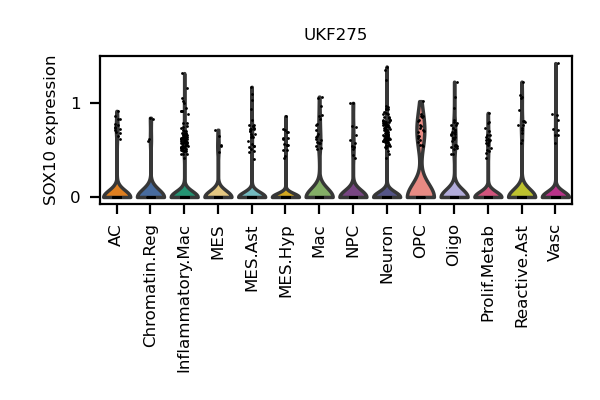 UKF275
SOX10 expression
1
0
AC
Chromatin.Reg
Inflammatory.Mac
MES
MES.Ast
MES.Hyp
Mac
NPC
Neuron
OPC
Oligo
Prolif.Metab
Reactive.Ast
Vasc